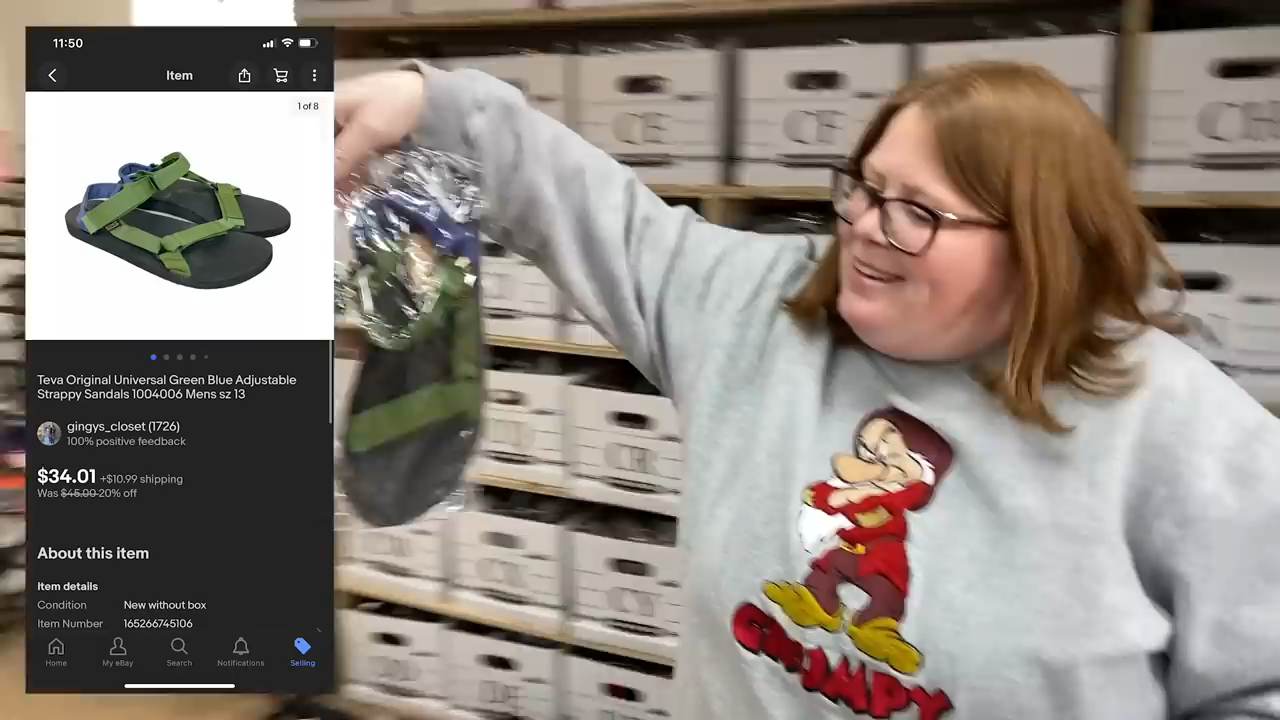 11:50
Item
1 of 8
Teva Original Universal Green Blue Adjustable
Strappy Sandals 1004006 Mens sz 13
gingys_closet (1726)
100% positive feedback
$34.01 +$10.99 shipping
Was $45.00 20% off
About this item
Item details
Condition New without box
Item Number 165266745106
Home
My eBay
Search
Notifications
Selling
CE
GRUMPY